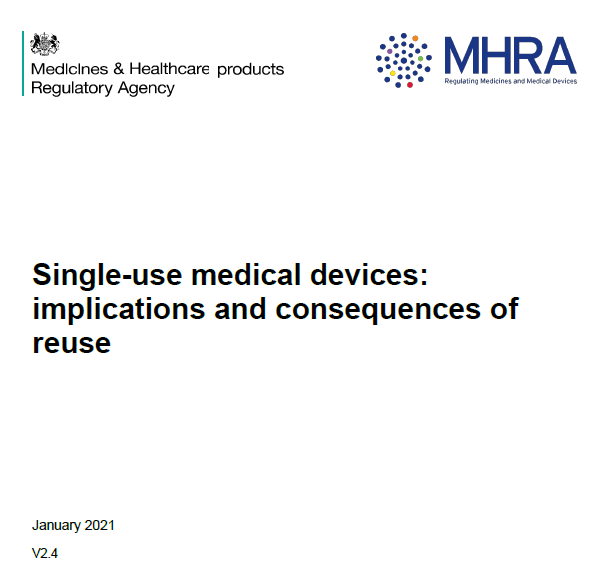 Medicines & Healthcare products
Regulatory Agency
MHRA
Regulating Medicines and Medical Devices
Single-use medical devices:
implications and consequences of
reuse
January 2021
V2.4